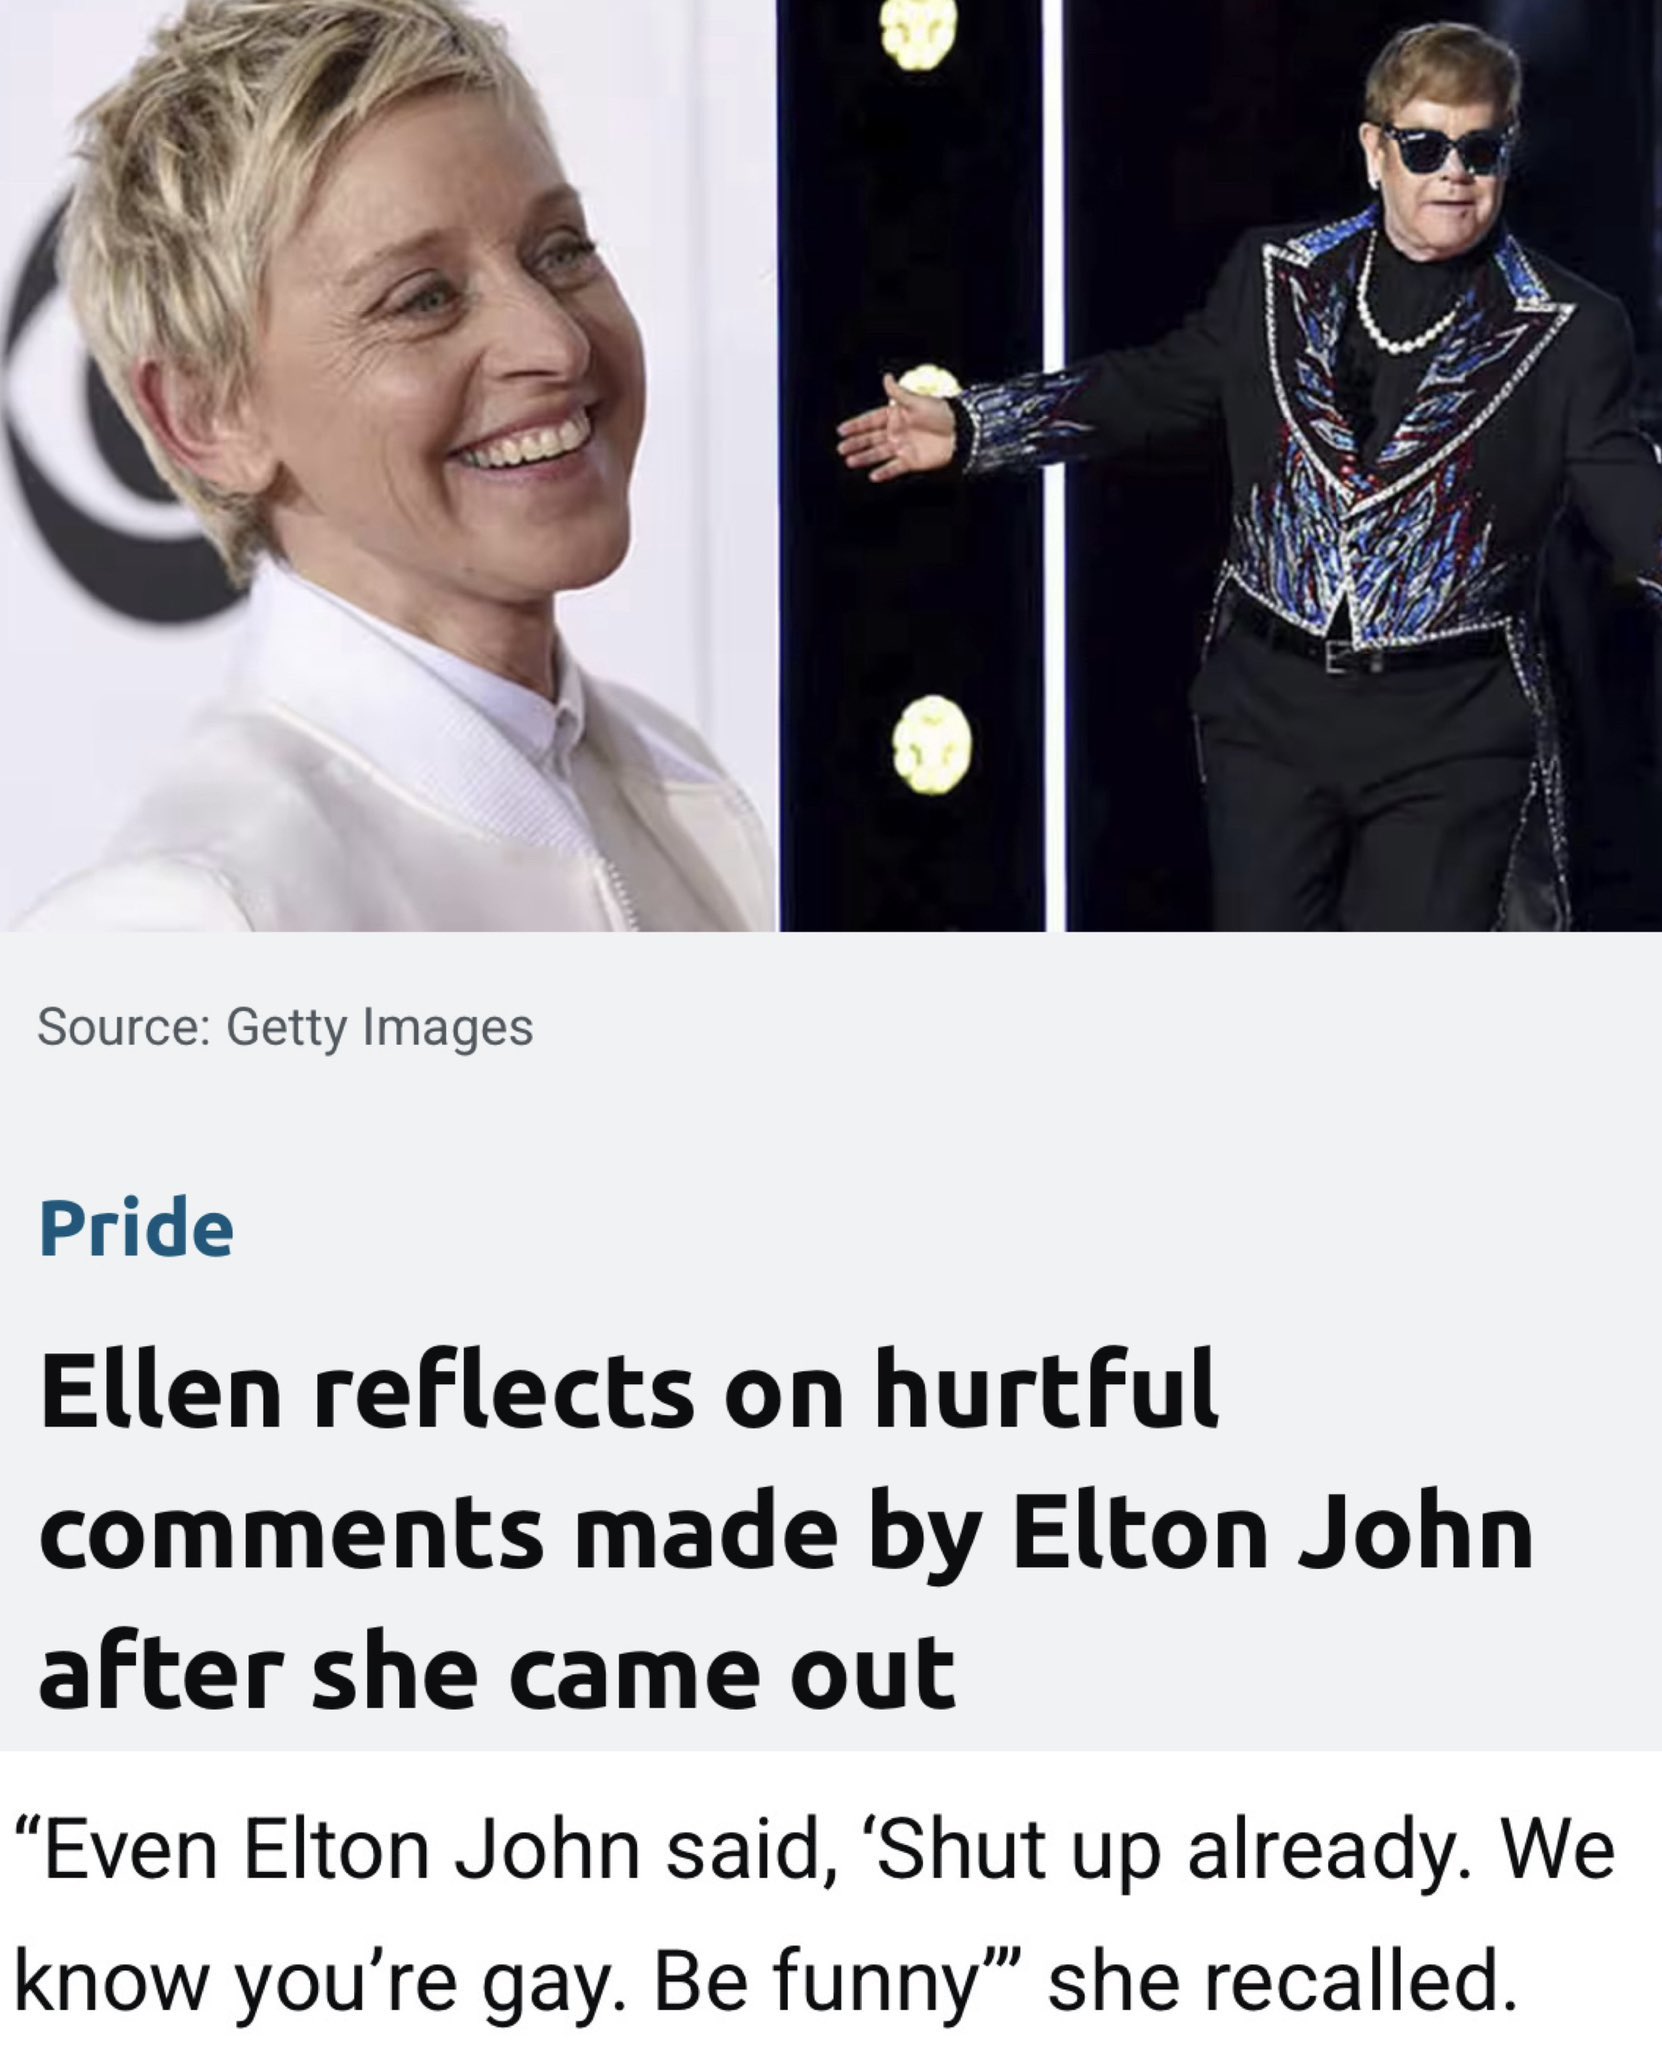 Source: Getty Images
Pride
Ellen reflects on hurtful
comments made by Elton John
after she came out
“Even Elton John said, ‘Shut up already. We
know you’re gay. Be funny’” she recalled.